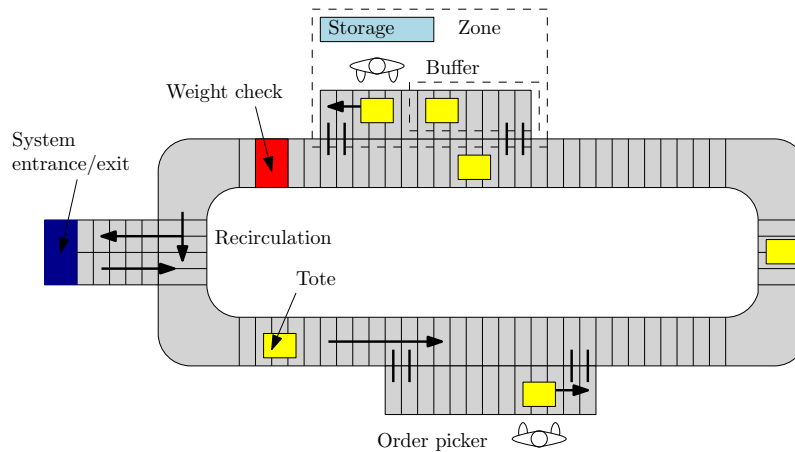 Storage
Zone
Buffer
Weight check
System
entrance/exit
Recirculation
Tote
Order picker